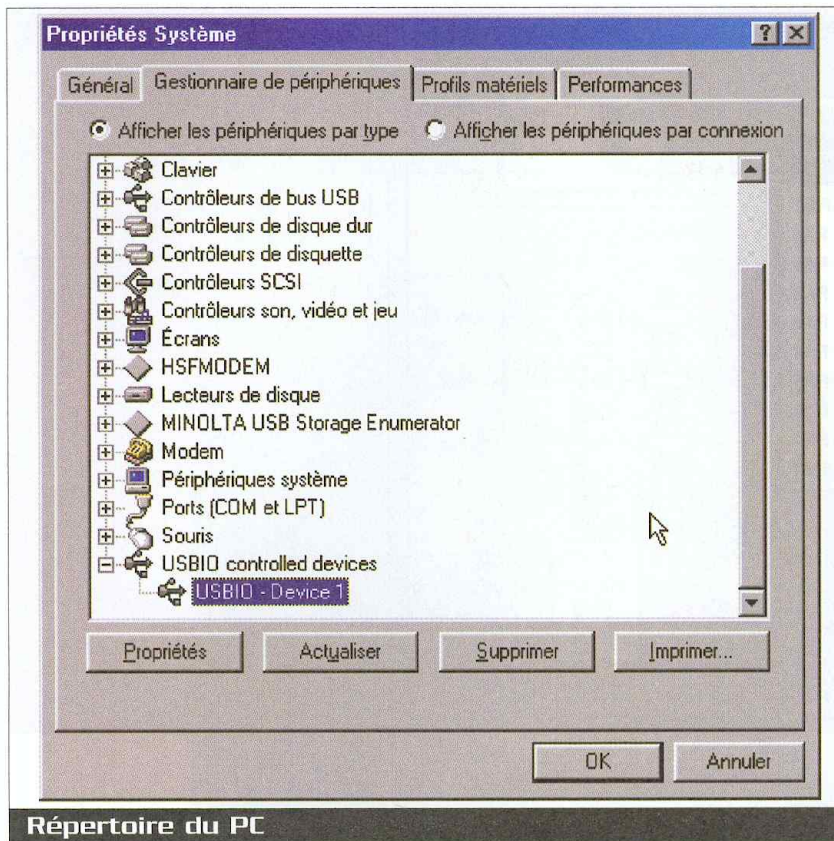 Propriétés Système
Général Gestionnaire de périphériques Profils matériels Performances
Afficher les périphériques par type Afficher les périphériques par connexion
Clavier
Contrôleurs de bus USB
Contrôleurs de disque dur
Contrôleurs de disquette
Contrôleurs SCSI
Contrôleurs son, vidéo et jeu
Écrans
HSFMODEM
Lecteurs de disque
MINOLTA USB Storage Enumerator
Modem
Périphériques système
Ports (COM et LPT)
Souris
USBIO controlled devices
USBIO - Device 1
Propriétés Actualiser Supprimer Imprimer...
OK Annuler
Répertoire du PC